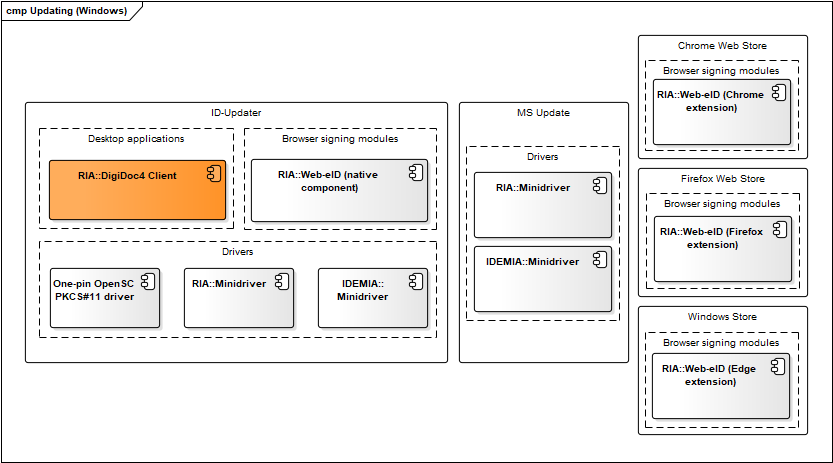 cmp Updating (Windows)
ID-Updater
Desktop applications
RIA::DigiDoc4 Client
Browser signing modules
RIA::Web-eID (native
component)
Drivers
One-pin OpenSC
PKCS#11 driver
RIA::Minidriver
IDEMIA::
Minidriver
MS Update
Drivers
RIA::Minidriver
IDEMIA::Minidriver
Chrome Web Store
Browser signing modules
RIA::Web-eID (Chrome
extension)
Firefox Web Store
Browser signing modules
RIA::Web-eID (Firefox
extension)
Windows Store
Browser signing modules
RIA::Web-eID (Edge
extension)